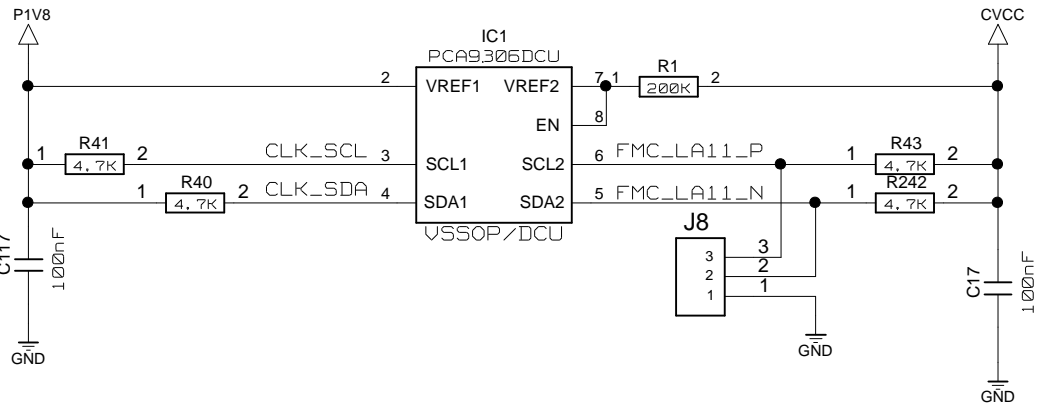 P1V8
CVCC
IC1
PCA9306DCU
R1
2 VREF1 VREF2 7 1 200K 2
EN 8
R41
R43
1 4.7K 2 CLK_SCL 3 SCL1 SCL2 6 FMC_LA11_P 1 4.7K 2
R40
R242
1 4.7K 2 CLK_SDA 4 SDA1 SDA2 5 FMC_LA11_N 1 4.7K 2
VSSOP/DCU
J8
C117
100nF
3 3
2 2
1 1
C17
100nF
GND
GND
GND